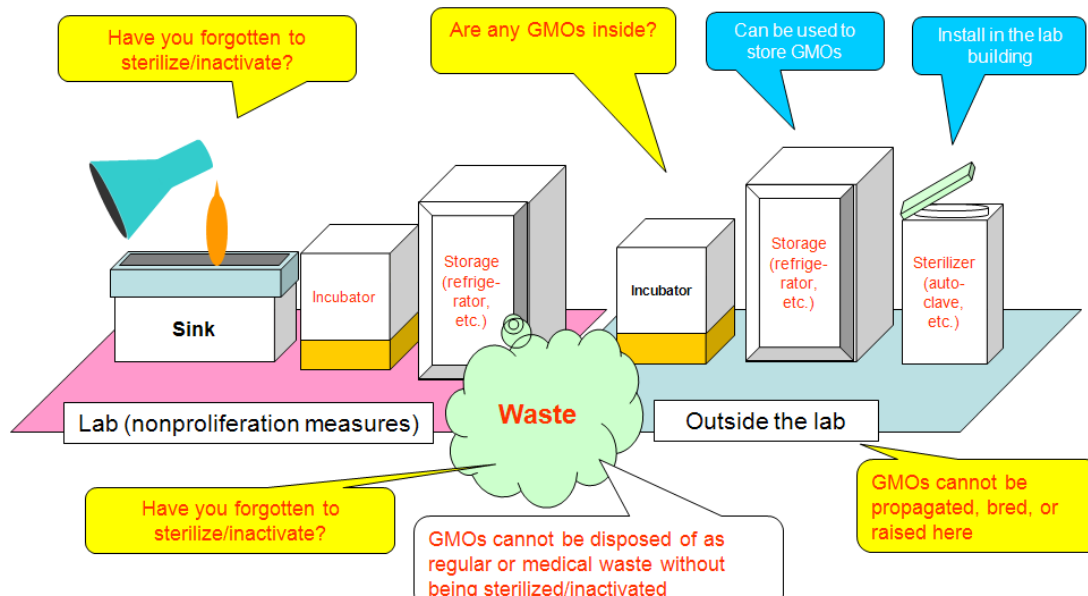 Have you forgotten to
sterilize/inactivate?
Are any GMOs inside?
Can be used to
store GMOs
Install in the lab
building
Sink
Incubator
Storage
(refrige-
rator,
etc.)
Incubator
Storage
(refrige-
rator,
etc.)
Sterilizer
(auto-
clave,
etc.)
Lab (nonproliferation measures)
Waste
Outside the lab
Have you forgotten to
sterilize/inactivate?
GMOs cannot be disposed of as
regular or medical waste without
being sterilized/inactivated
GMOs cannot be
propagated, bred, or
raised here